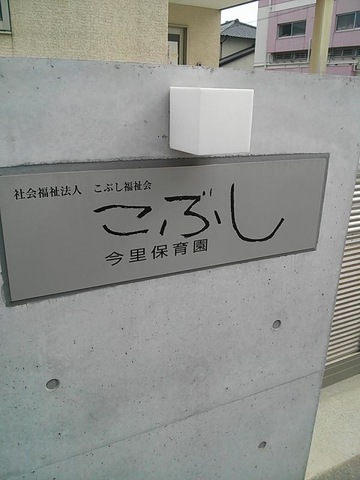 社会福祉法人　こぶし福祉会
こぶし
今里保育園